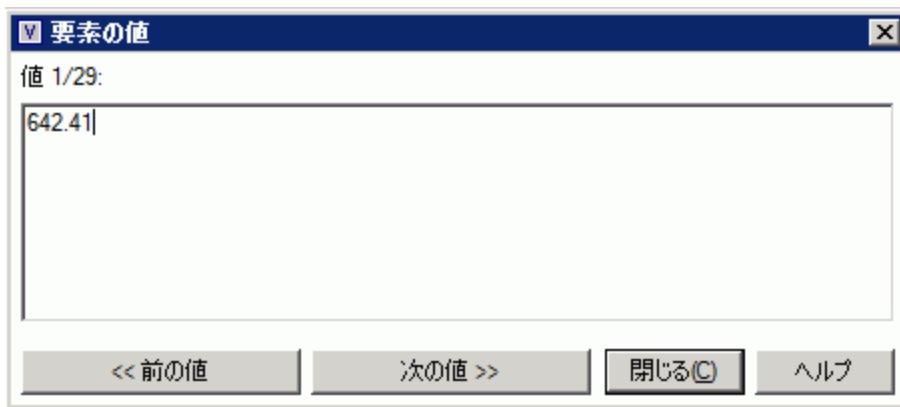 V 要素の値
値 1/29:
642.41
<< 前の値 次の値 >> 閉じる(C) ヘルプ